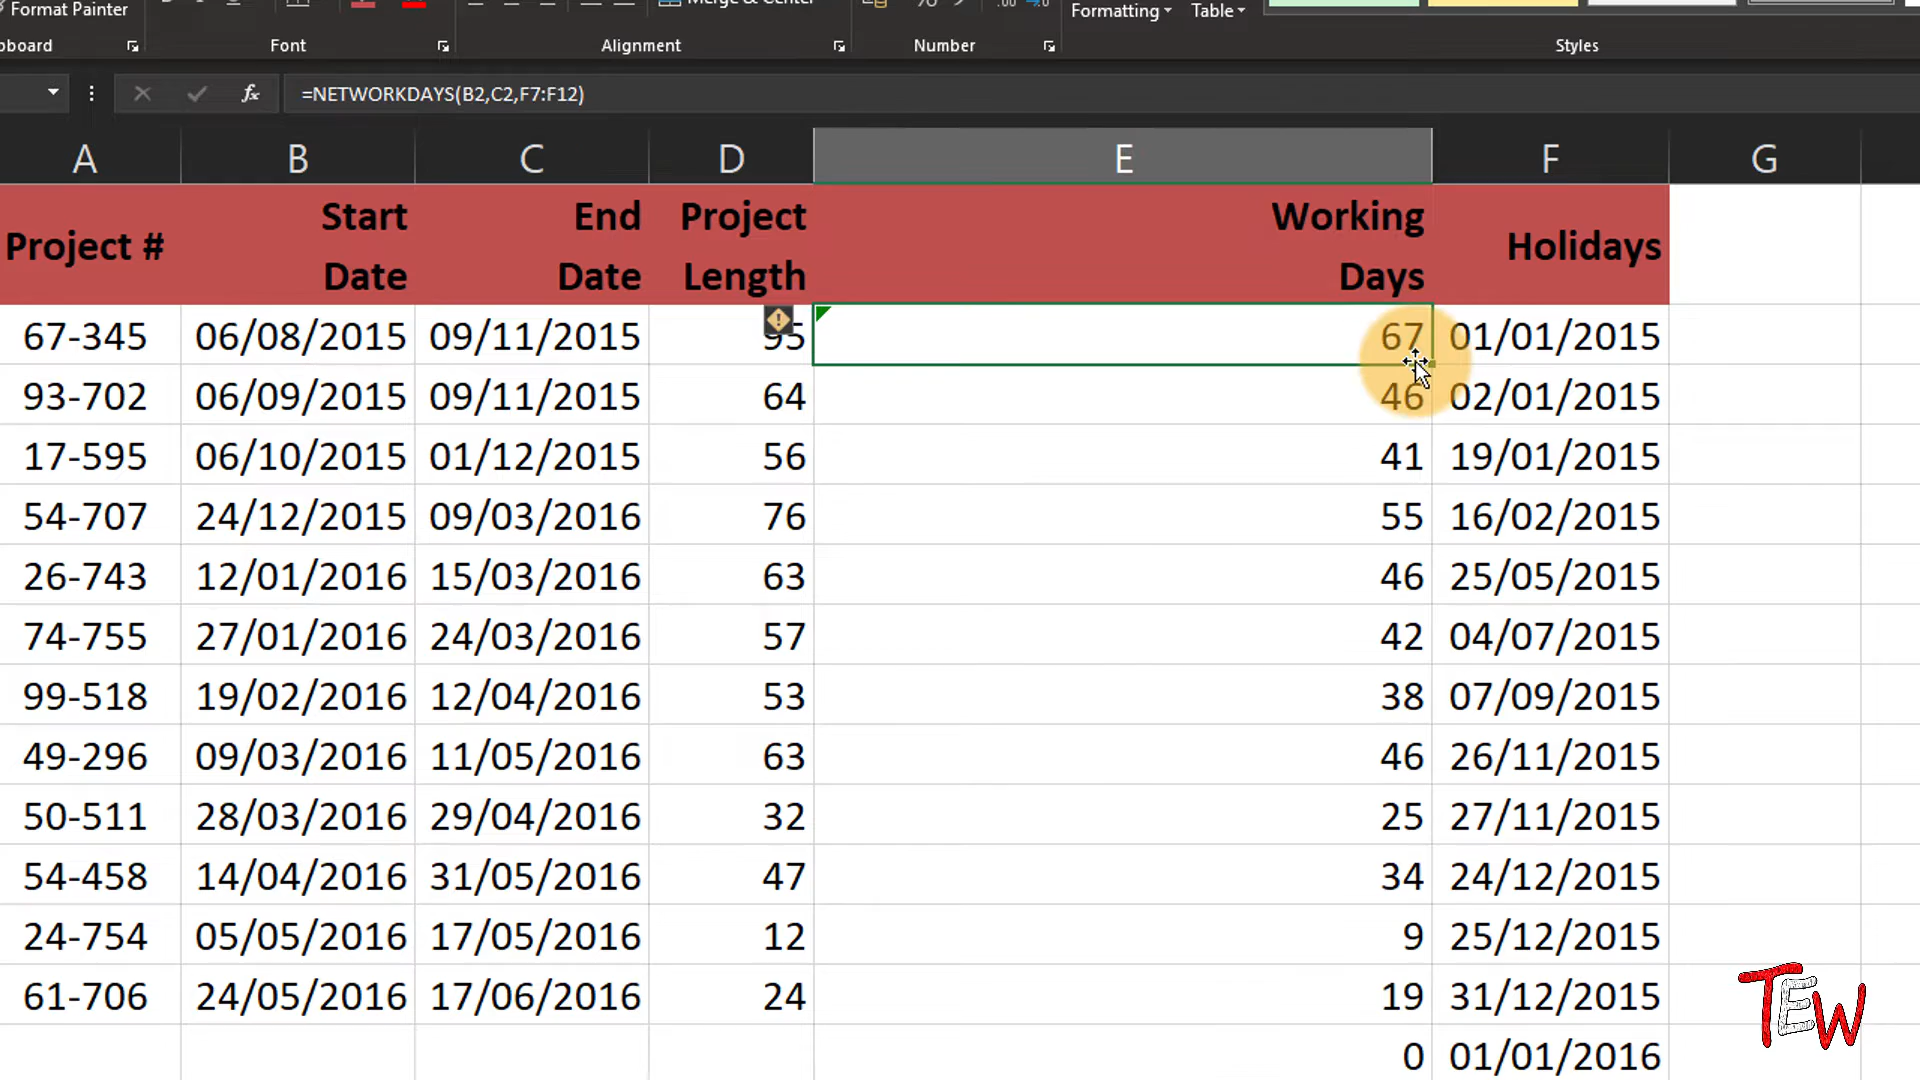 Format Painter
Merge & Center
Formatting
Table
board
Font
Alignment
Number
Styles
fx
=NETWORKDAYS(B2,C2,F7:F12)
A B C D E F G
Project # Start Date End Date Project Length Working Days Holidays
67-345 06/08/2015 09/11/2015 95 67 01/01/2015
93-702 06/09/2015 09/11/2015 64 46 02/01/2015
17-595 06/10/2015 01/12/2015 56 41 19/01/2015
54-707 24/12/2015 09/03/2016 76 55 16/02/2015
26-743 12/01/2016 15/03/2016 63 46 25/05/2015
74-755 27/01/2016 24/03/2016 57 42 04/07/2015
99-518 19/02/2016 12/04/2016 53 38 07/09/2015
49-296 09/03/2016 11/05/2016 63 46 26/11/2015
50-511 28/03/2016 29/04/2016 32 25 27/11/2015
54-458 14/04/2016 31/05/2016 47 34 24/12/2015
24-754 05/05/2016 17/05/2016 12 9 25/12/2015
61-706 24/05/2016 17/06/2016 24 19 31/12/2015
0 01/01/2016
TEW